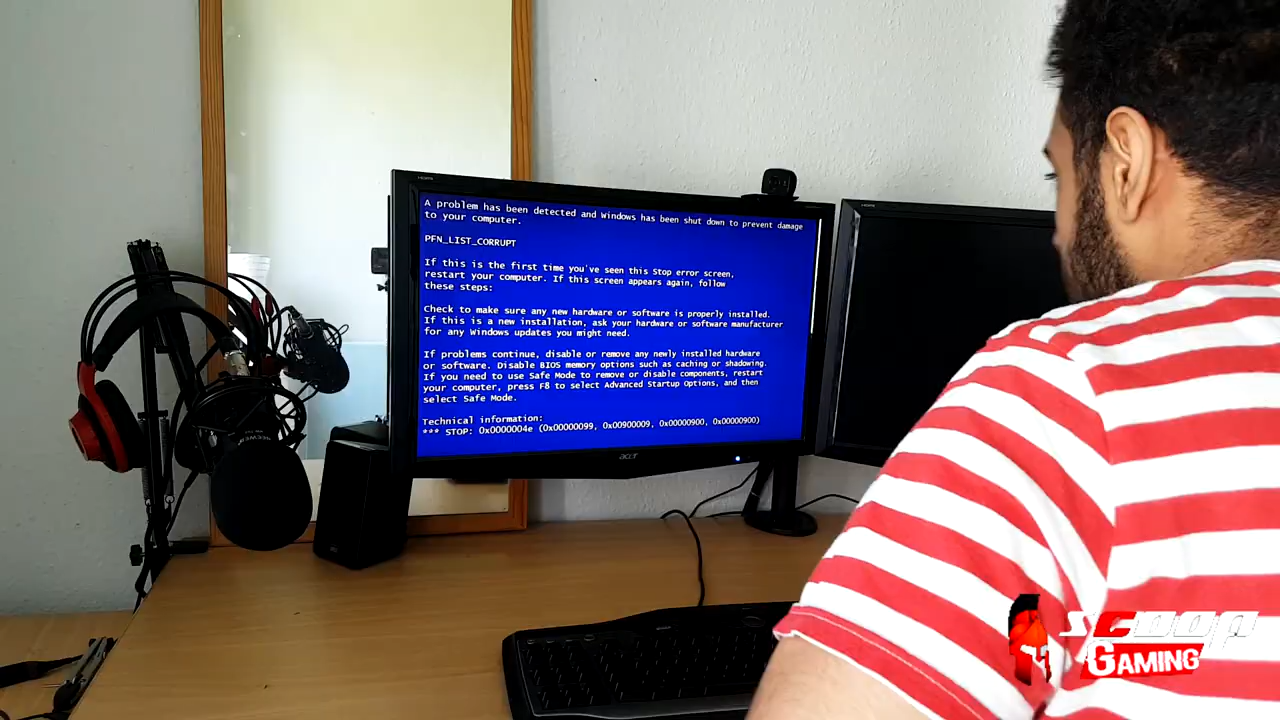 A problem has been detected and Windows has been shut down to prevent damage
to your computer.
PFN_LIST_CORRUPT
If this is the first time you've seen this Stop error screen,
restart your computer. If this screen appears again, follow
these steps:
Check to make sure any new hardware or software is properly installed.
If this is a new installation, ask your hardware or software manufacturer
for any Windows updates you might need.
If problems continue, disable or remove any newly installed hardware
or software. Disable BIOS memory options such as caching or shadowing.
If you need to use Safe Mode to remove or disable components, restart
your computer, press F8 to select Advanced Startup Options, and then
select Safe Mode.
Technical information:
*** STOP: 0x0000004e (0x00000099, 0x00900009, 0x00000900, 0x00000900)
acer
SCOOP
GAMING